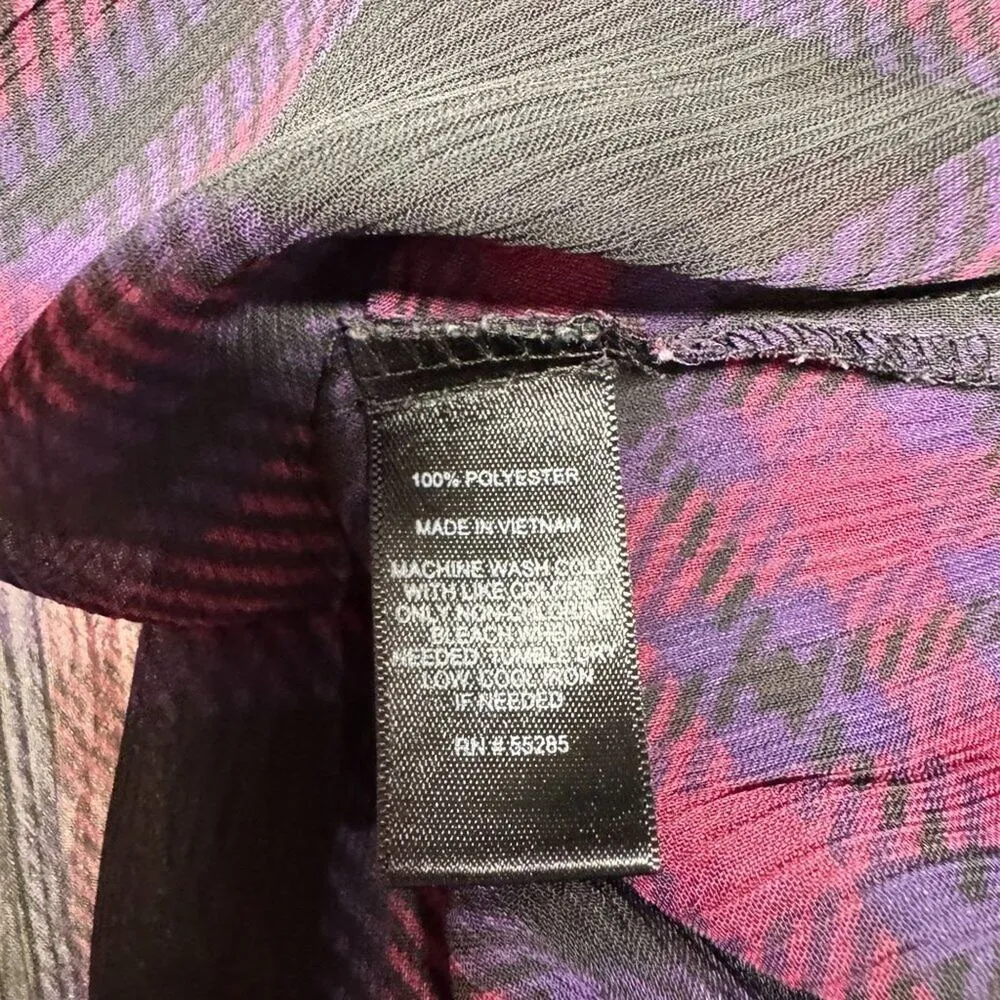 100% POLYESTER
MADE IN VIETNAM
MACHINE WASH COLD
WITH LIKE COLORS
ONLY NON-CHLORINE
BLEACH WHEN
NEEDED, TUMBLE DRY
LOW, COOL IRON
IF NEEDED
RN # 55285